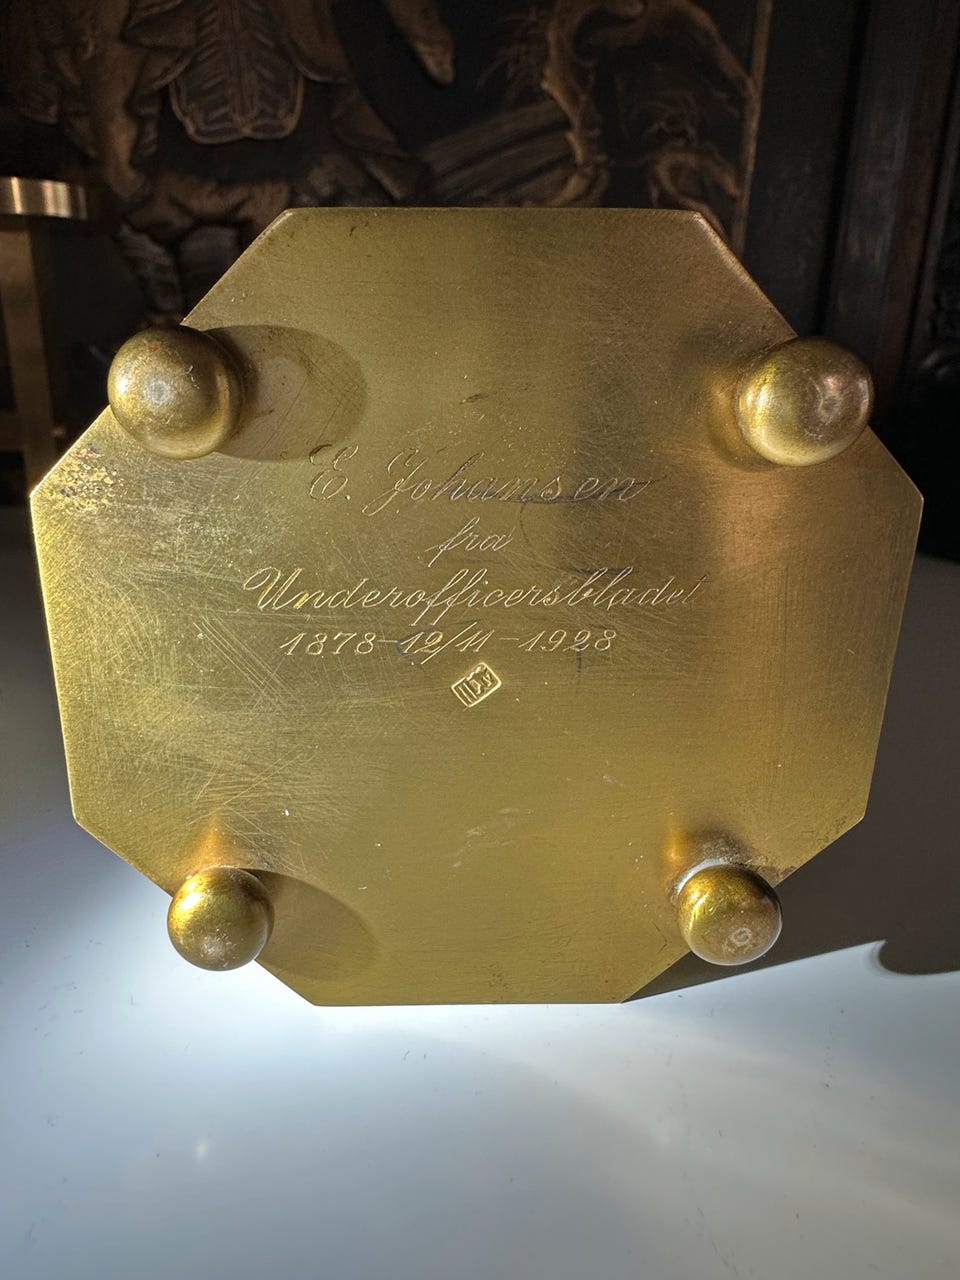 E. Johansen
fra
Underofficersbladet
1878-12/11-1928